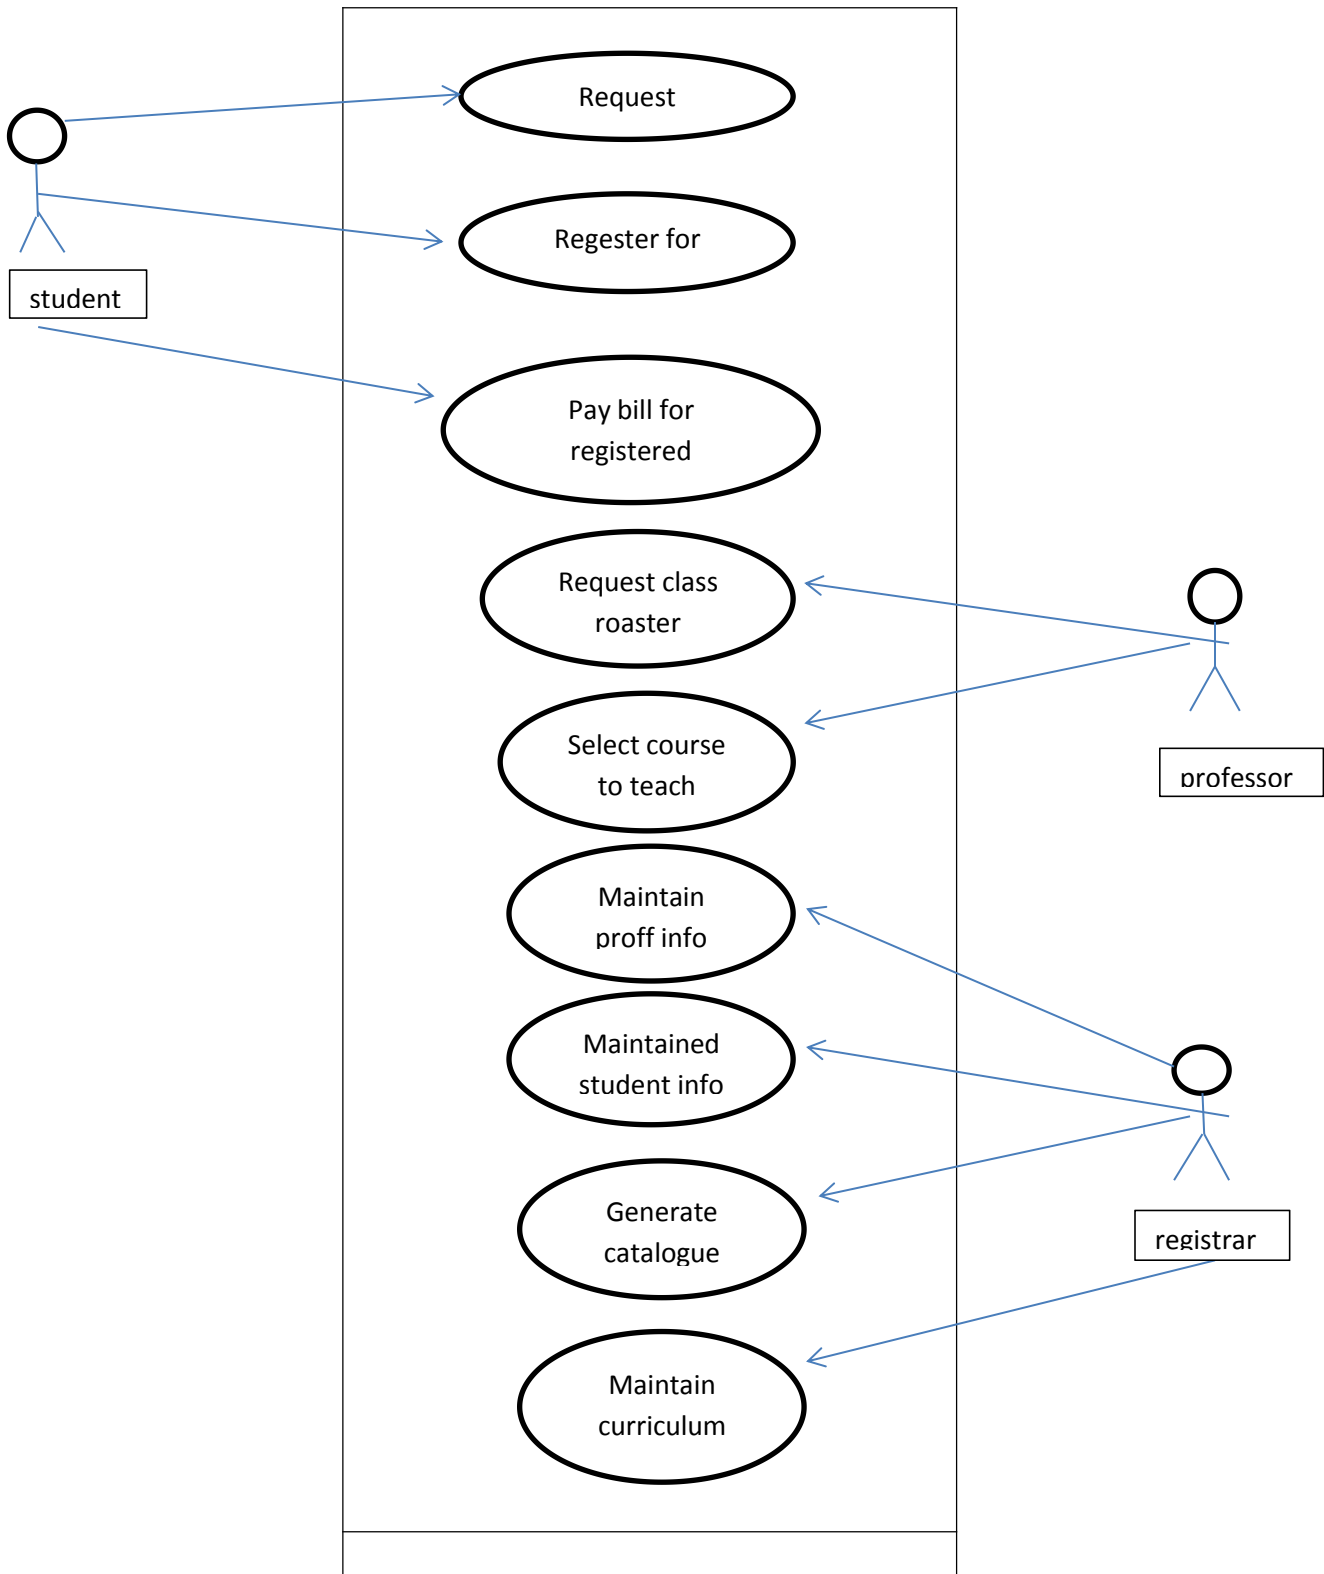 Request
Regester for
student
Pay bill for
registered
Request class
roaster
Select course
to teach
professor
Maintain
proff info
Maintained
student info
Generate
catalogue
registrar
Maintain
curriculum